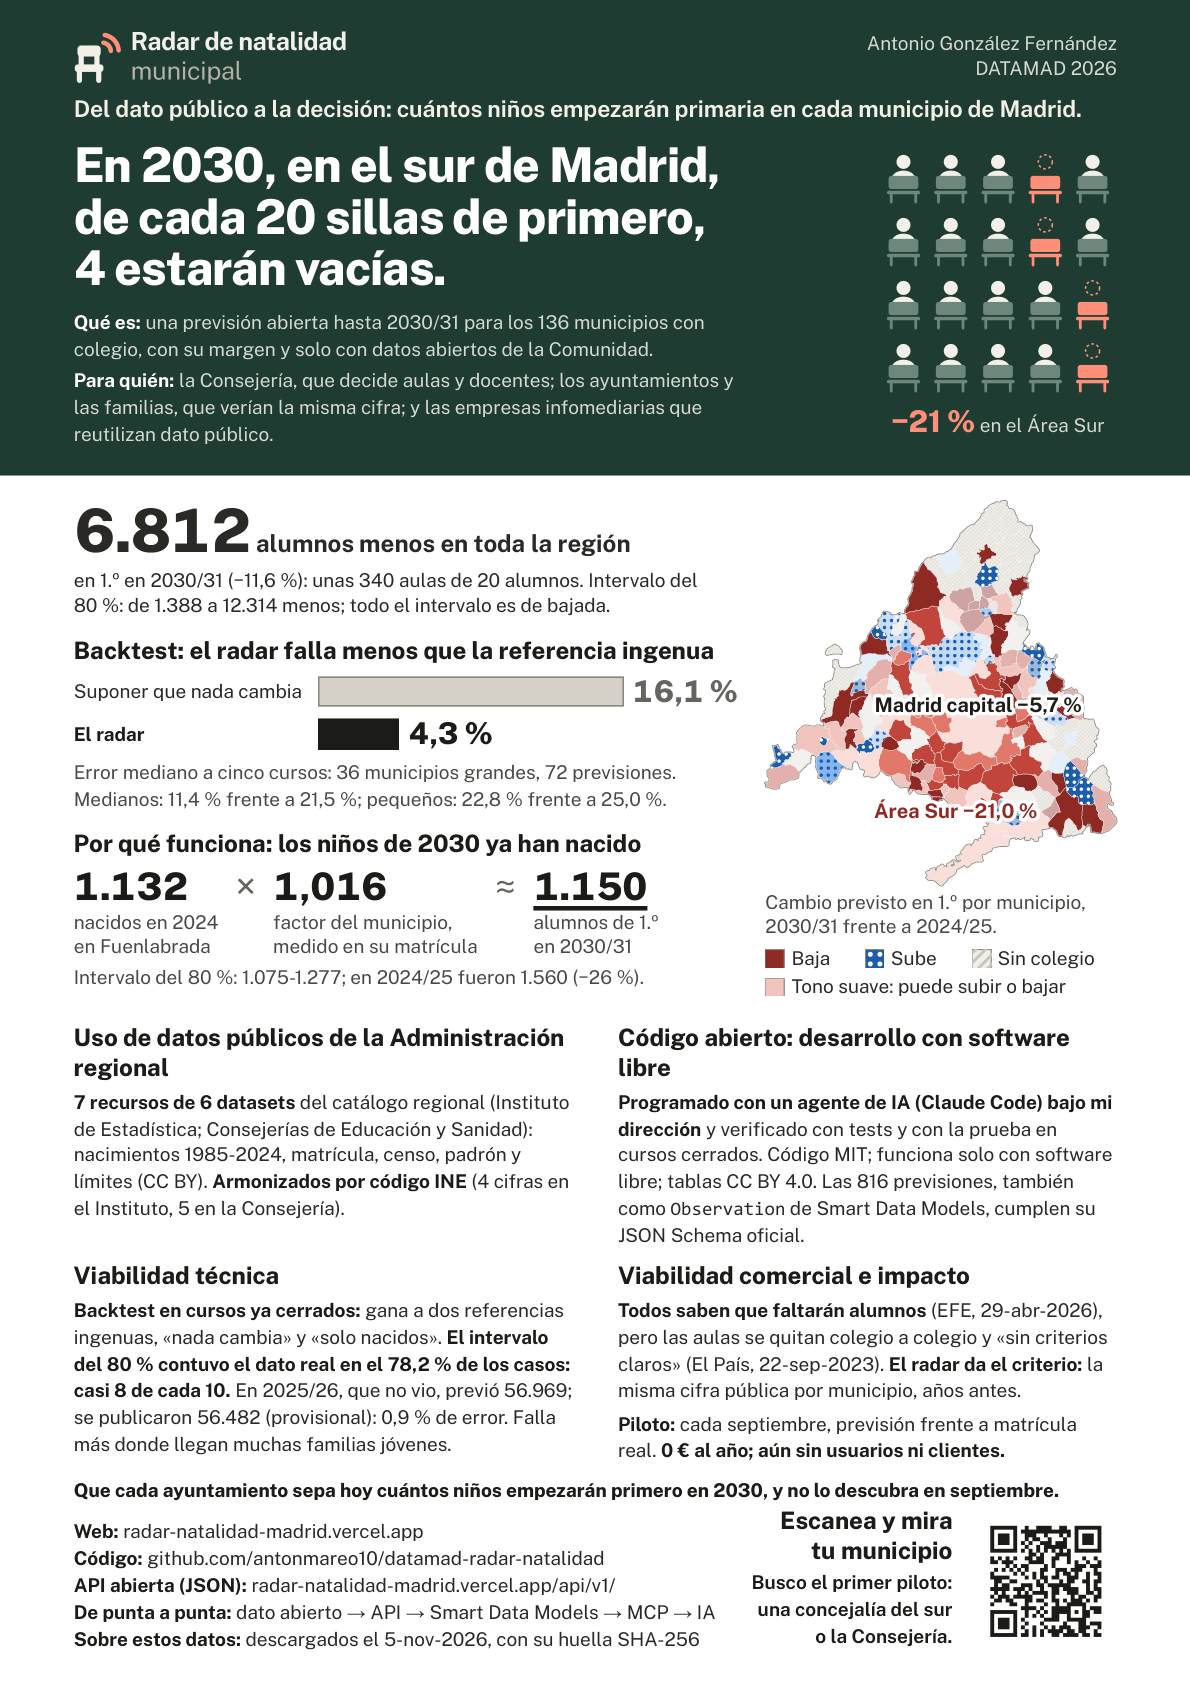 Radar de natalidad
municipal
Antonio González Fernández
DATAMAD 2026
Del dato público a la decisión: cuántos niños empezarán primaria en cada municipio de Madrid.
En 2030, en el sur de Madrid,
de cada 20 sillas de primero,
4 estarán vacías.
Qué es: una previsión abierta hasta 2030/31 para los 136 municipios con
colegio, con su margen y solo con datos abiertos de la Comunidad.
Para quién: la Consejería, que decide aulas y docentes; los ayuntamientos y
las familias, que verían la misma cifra; y las empresas infomediarias que
reutilizan dato público.
−21 % en el Área Sur
6.812 alumnos menos en toda la región
en 1.º en 2030/31 (−11,6 %): unas 340 aulas de 20 alumnos. Intervalo del
80 %: de 1.388 a 12.314 menos; todo el intervalo es de bajada.
Backtest: el radar falla menos que la referencia ingenua
Suponer que nada cambia 16,1 %
El radar 4,3 %
Error mediano a cinco cursos: 36 municipios grandes, 72 previsiones.
Medianos: 11,4 % frente a 21,5 %; pequeños: 22,8 % frente a 25,0 %.
Por qué funciona: los niños de 2030 ya han nacido
1.132 × 1,016 ≈ 1.150
nacidos en 2024 factor del municipio, alumnos de 1.º
en Fuenlabrada medido en su matrícula en 2030/31
Intervalo del 80 %: 1.075-1.277; en 2024/25 fueron 1.560 (−26 %).
Madrid capital −5,7 %
Área Sur −21,0 %
Cambio previsto en 1.º por municipio,
2030/31 frente a 2024/25.
Baja Sube Sin colegio
Tono suave: puede subir o bajar
Uso de datos públicos de la Administración
regional
7 recursos de 6 datasets del catálogo regional (Instituto
de Estadística; Consejerías de Educación y Sanidad):
nacimientos 1985-2024, matrícula, censo, padrón y
límites (CC BY). Armonizados por código INE (4 cifras en
el Instituto, 5 en la Consejería).
Código abierto: desarrollo con software
libre
Programado con un agente de IA (Claude Code) bajo mi
dirección y verificado con tests y con la prueba en
cursos cerrados. Código MIT; funciona solo con software
libre; tablas CC BY 4.0. Las 816 previsiones, también
como Observation de Smart Data Models, cumplen su
JSON Schema oficial.
Viabilidad técnica
Backtest en cursos ya cerrados: gana a dos referencias
ingenuas, «nada cambia» y «solo nacidos». El intervalo
del 80 % contuvo el dato real en el 78,2 % de los casos:
casi 8 de cada 10. En 2025/26, que no vio, previó 56.969;
se publicaron 56.482 (provisional): 0,9 % de error. Falla
más donde llegan muchas familias jóvenes.
Viabilidad comercial e impacto
Todos saben que faltarán alumnos (EFE, 29-abr-2026),
pero las aulas se quitan colegio a colegio y «sin criterios
claros» (El País, 22-sep-2023). El radar da el criterio: la
misma cifra pública por municipio, años antes.
Piloto: cada septiembre, previsión frente a matrícula
real. 0 € al año; aún sin usuarios ni clientes.
Que cada ayuntamiento sepa hoy cuántos niños empezarán primero en 2030, y no lo descubra en septiembre.
Web: radar-natalidad-madrid.vercel.app
Código: github.com/antonmareo10/datamad-radar-natalidad
API abierta (JSON): radar-natalidad-madrid.vercel.app/api/v1/
De punta a punta: dato abierto → API → Smart Data Models → MCP → IA
Sobre estos datos: descargados el 5-nov-2026, con su huella SHA-256
Escanea y mira
tu municipio
Busco el primer piloto:
una concejalía del sur
o la Consejería.